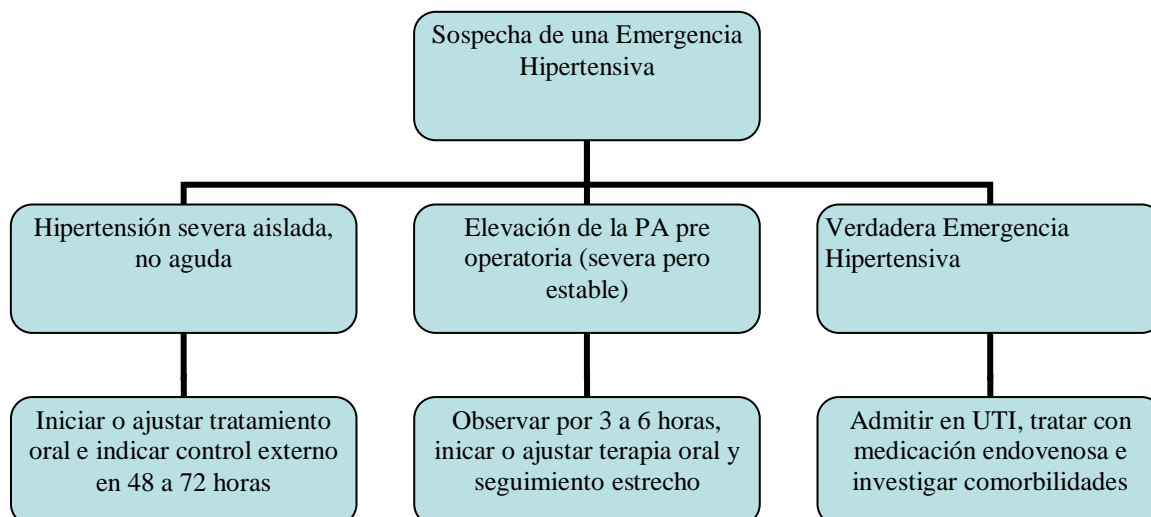 Sospecha de una Emergencia
Hipertensiva
Hipertensión severa aislada,
no aguda
Elevación de la PA pre
operatoria (severa pero
estable)
Verdadera Emergencia
Hipertensiva
Iniciar o ajustar tratamiento
oral e indicar control externo
en 48 a 72 horas
Observar por 3 a 6 horas,
inicar o ajustar terapia oral y
seguimiento estrecho
Admitir en UTI, tratar con
medicación endovenosa e
investigar comorbilidades